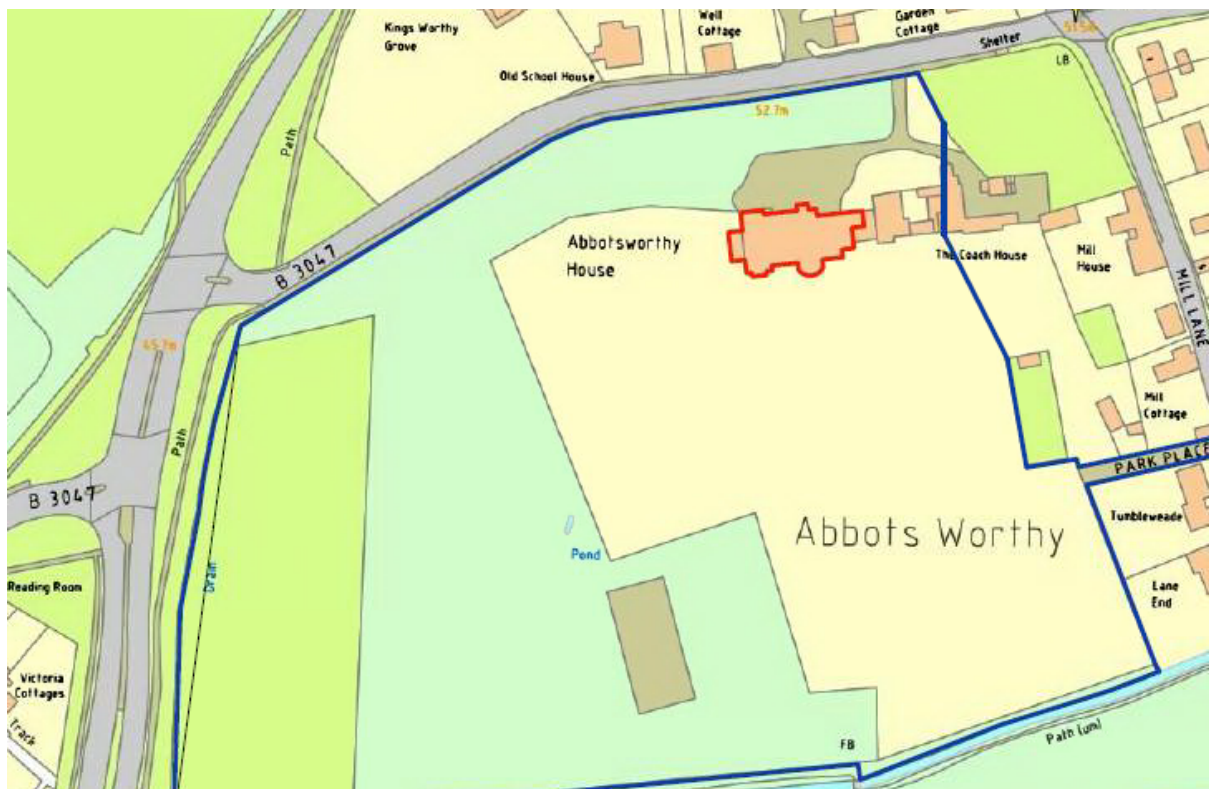 Kings Worthy
Grove
Well
Cottage
Garden
Cottage
51.5m
Shelter
LB
Old School House
Path
52.7m
Abbotsworthy
House
The Coach House
Mill
House
MILL LANE
B 3047
45.7m
Path
Mill
Cottage
PARK PLACE
B 3047
Tumbleweade
Abbots Worthy
Pond
Drain
Reading Room
Lane
End
Victoria
Cottages
Track
FB
Path (um)